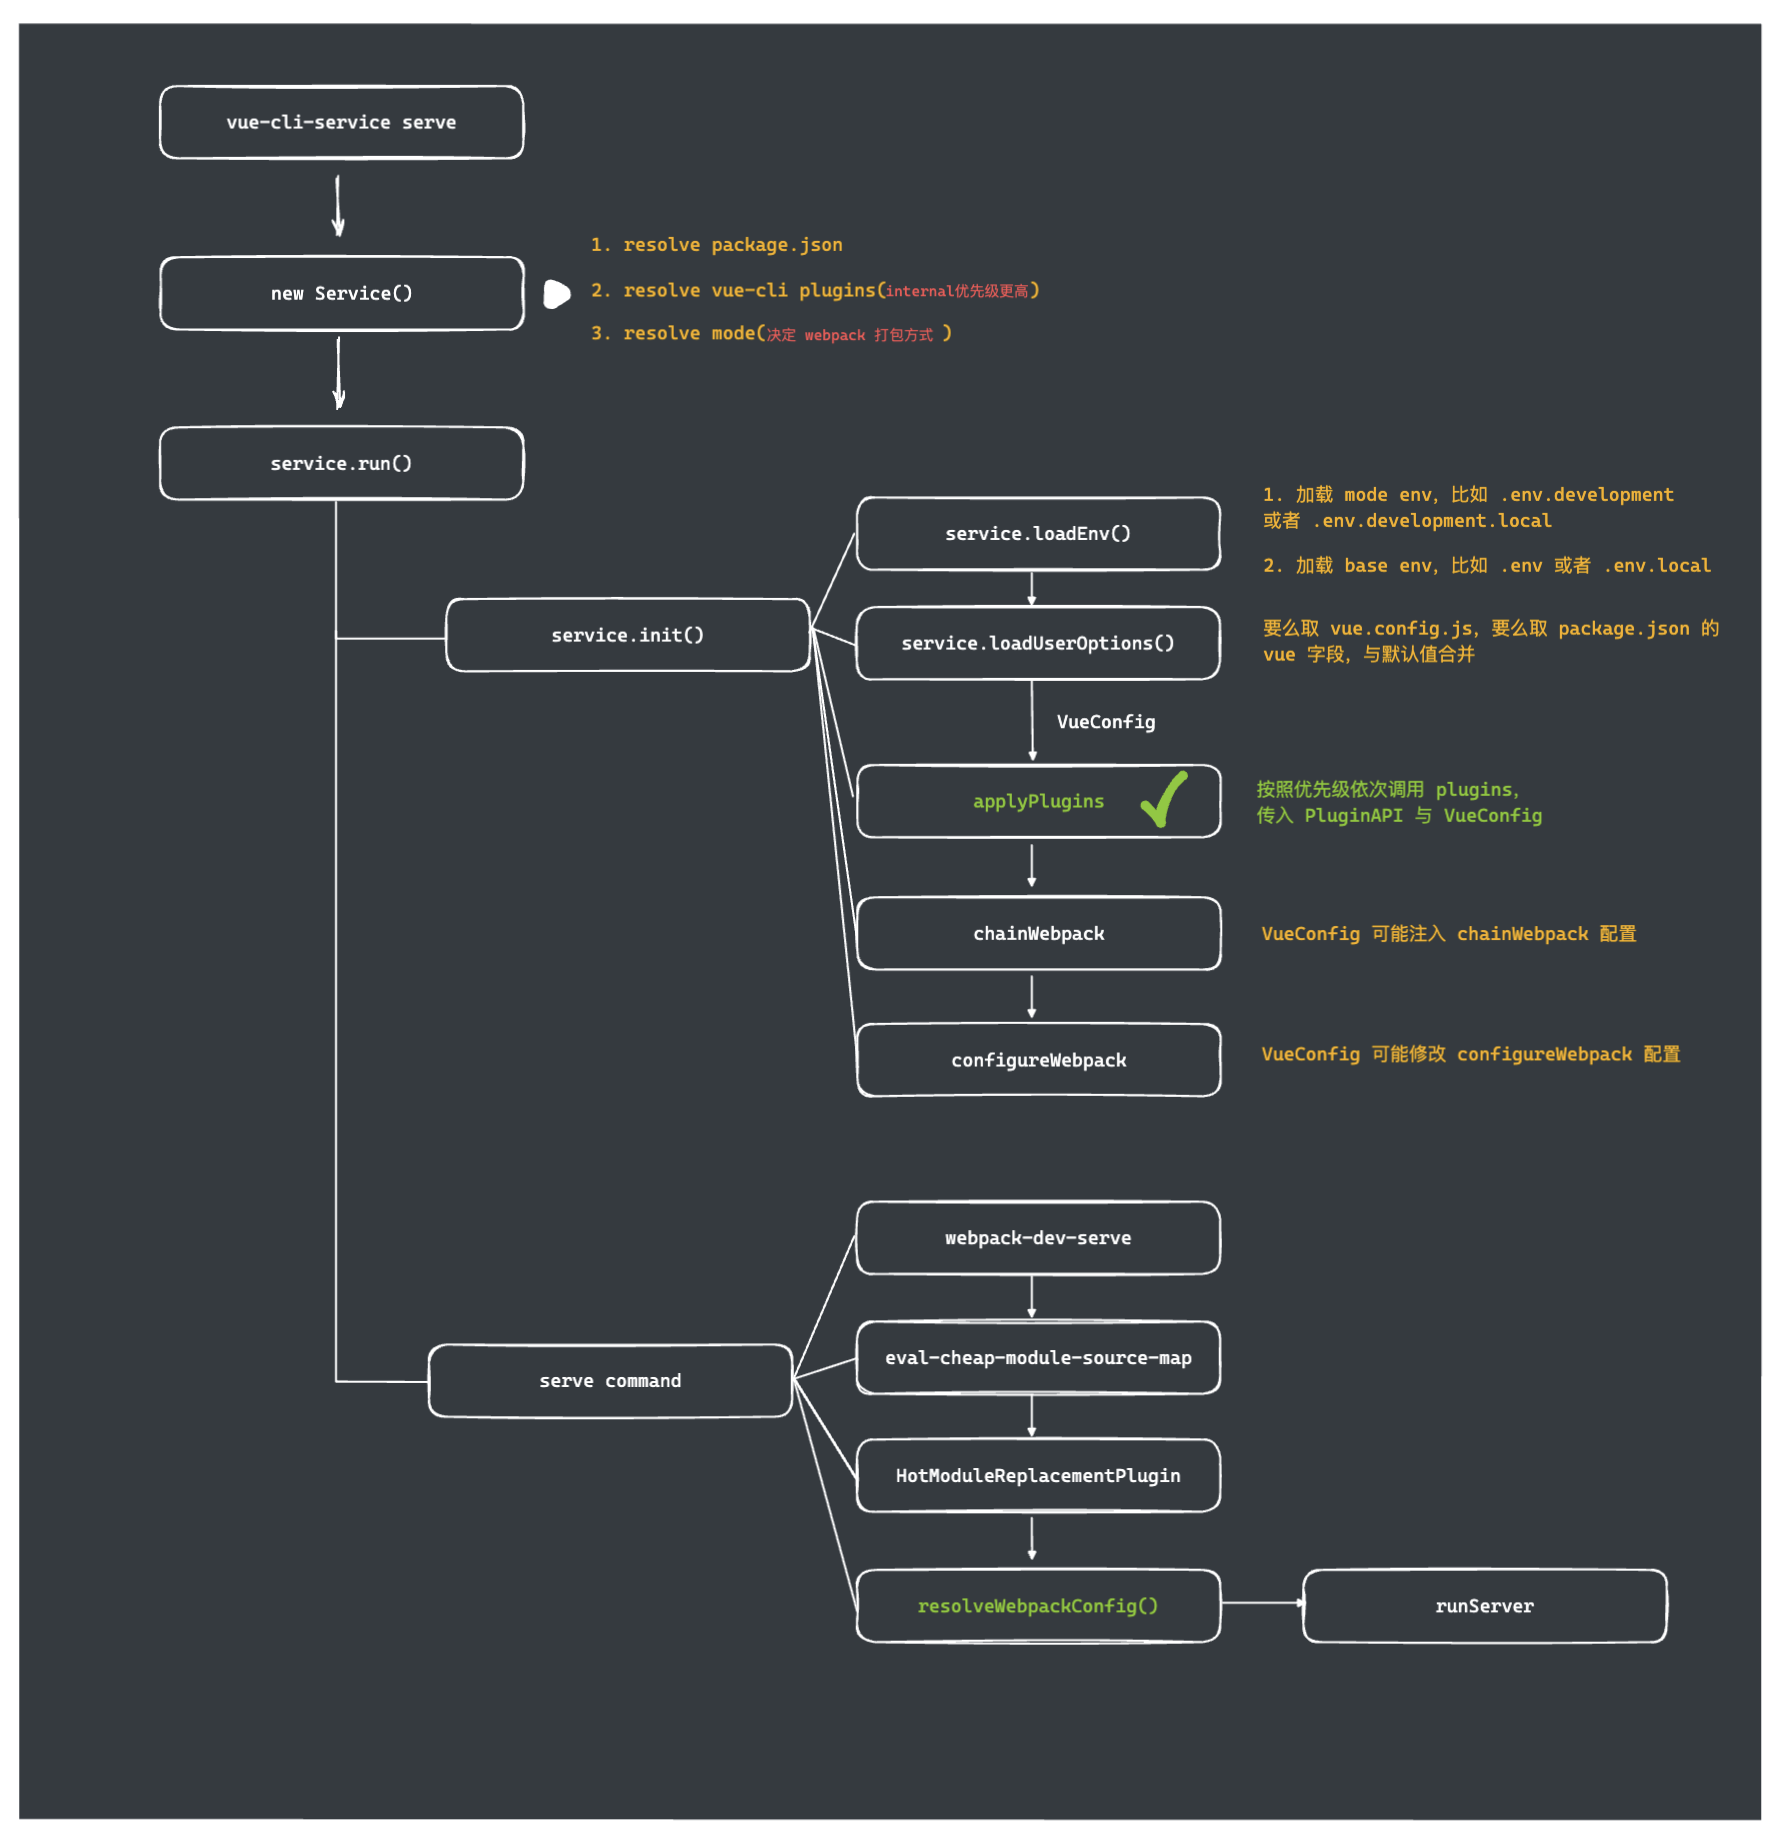 vue-cli-service serve
new Service()
1. resolve package.json
2. resolve vue-cli plugins(internal优先级更高)
3. resolve mode(决定 webpack 打包方式 )
service.run()
service.init()
service.loadEnv()
1. 加载 mode env, 比如 .env.development
或者 .env.development.local
2. 加载 base env, 比如 .env 或者 .env.local
service.loadUserOptions()
要么取 vue.config.js, 要么取 package.json 的
vue 字段, 与默认值合并
VueConfig
applyPlugins
按照优先级依次调用 plugins,
传入 PluginAPI 与 VueConfig
chainWebpack
VueConfig 可能注入 chainWebpack 配置
configureWebpack
VueConfig 可能修改 configureWebpack 配置
serve command
webpack-dev-serve
eval-cheap-module-source-map
HotModuleReplacementPlugin
resolveWebpackConfig()
runServer